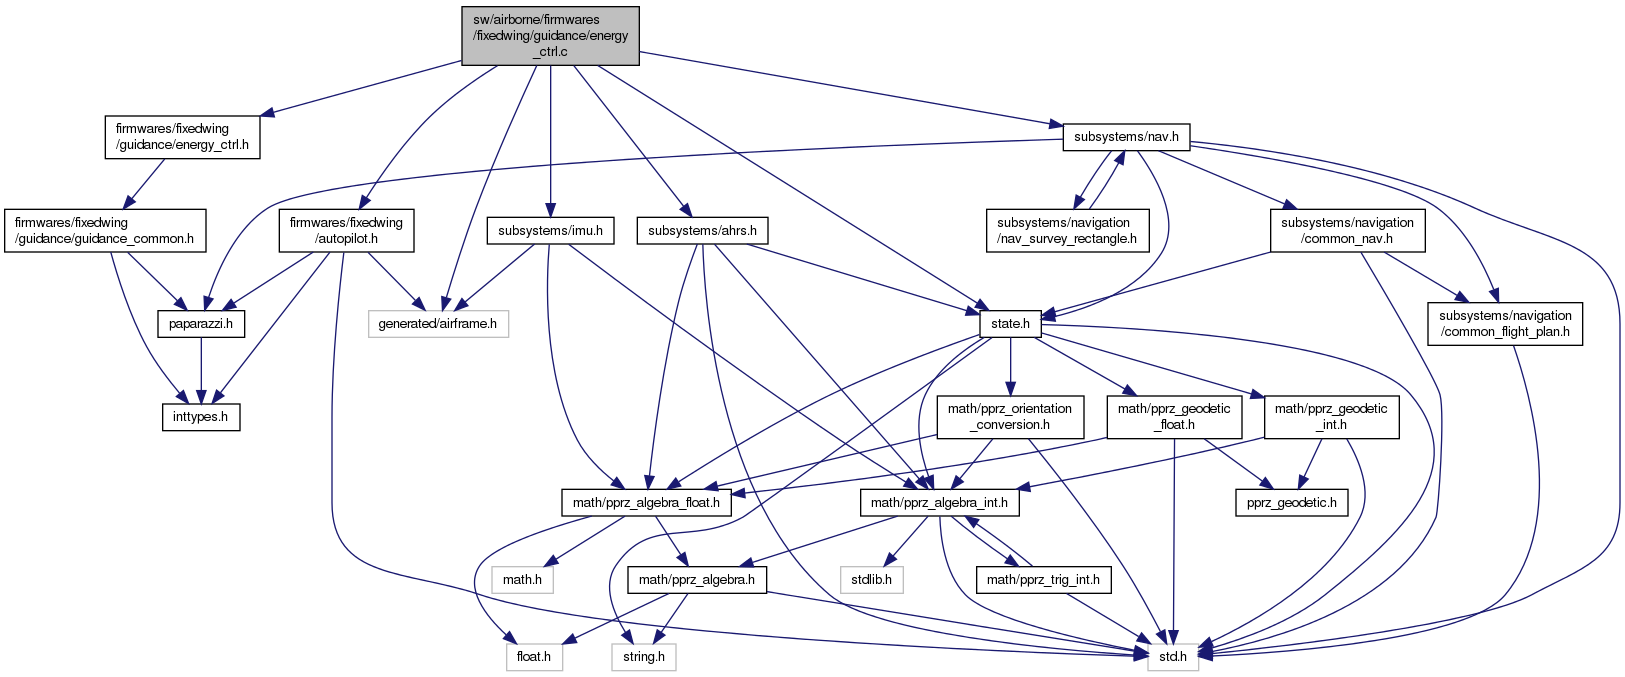 sw/airborne/firmwares
/fixedwing/guidance/energy
_ctrl.c
firmwares/fixedwing
/guidance/energy_ctrl.h
subsystems/nav.h
firmwares/fixedwing
/guidance/guidance_common.h
firmwares/fixedwing
/autopilot.h
subsystems/imu.h
subsystems/ahrs.h
subsystems/navigation
/nav_survey_rectangle.h
subsystems/navigation
/common_nav.h
paparazzi.h
generated/airframe.h
state.h
subsystems/navigation
/common_flight_plan.h
inttypes.h
math/pprz_orientation
_conversion.h
math/pprz_geodetic
_float.h
math/pprz_geodetic
_int.h
math/pprz_algebra_float.h
math/pprz_algebra_int.h
pprz_geodetic.h
math.h
math/pprz_algebra.h
stdlib.h
math/pprz_trig_int.h
float.h
string.h
std.h